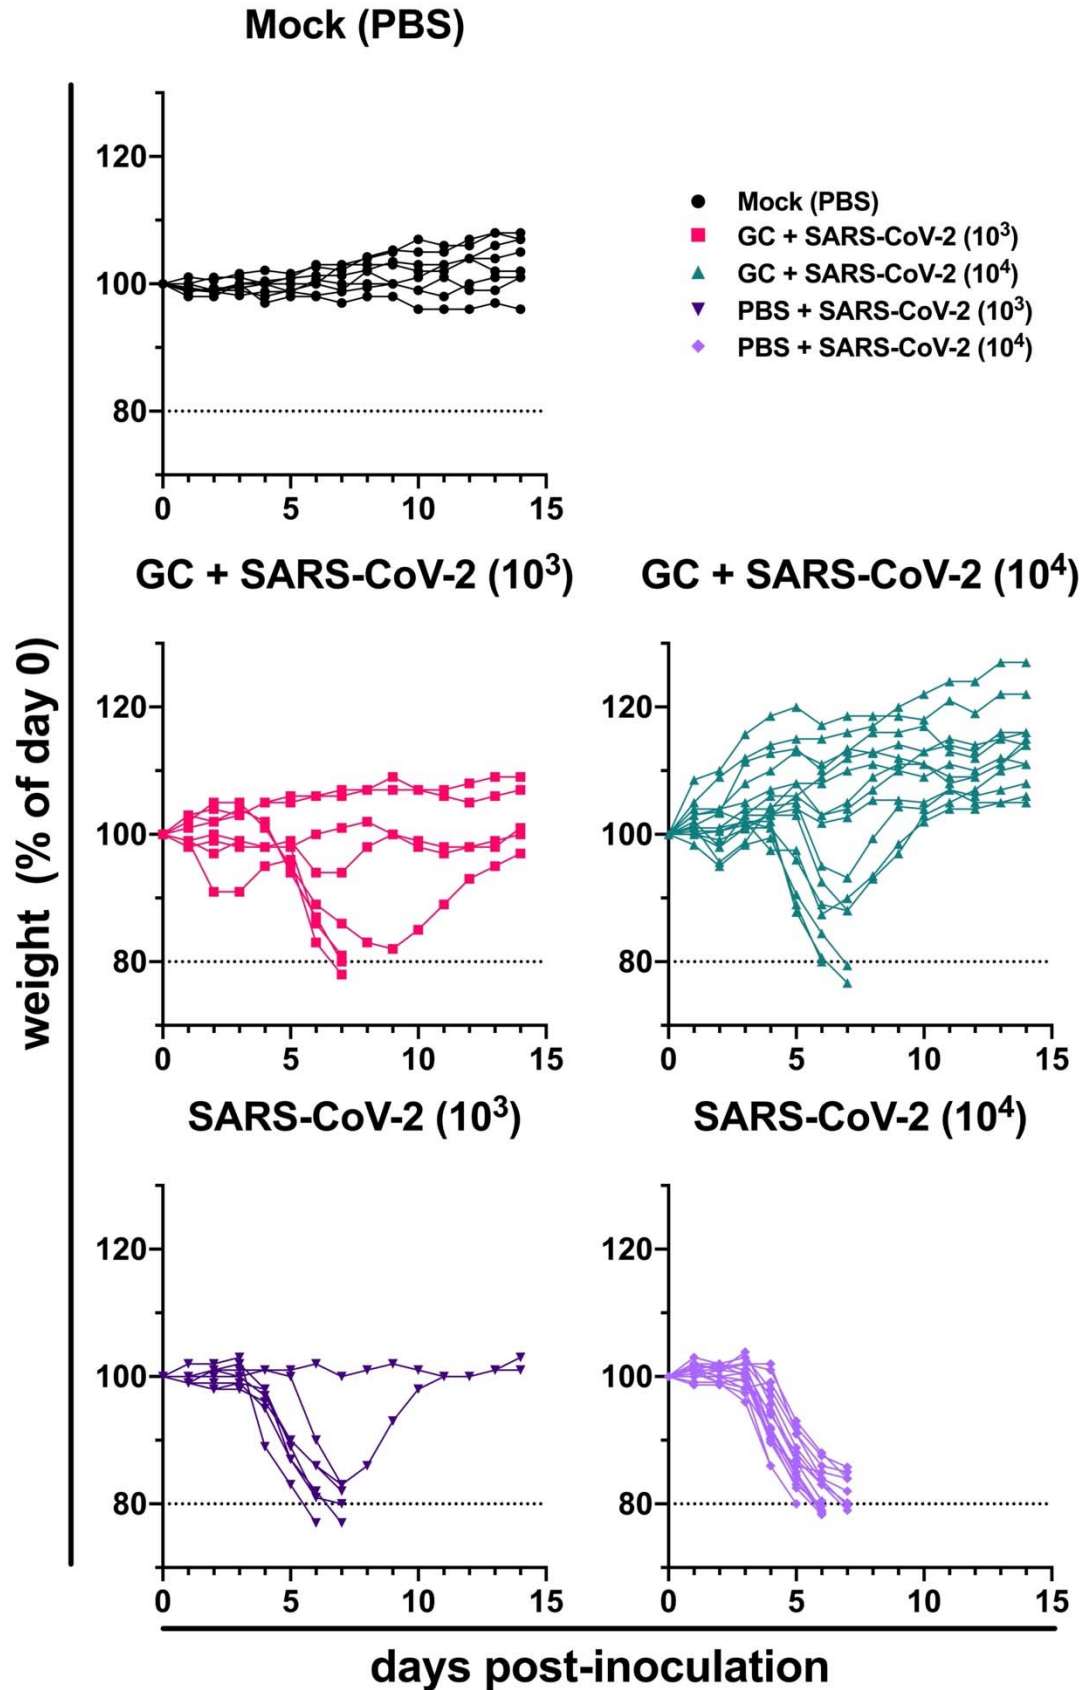 Mock (PBS)
120
100
80
0 5 10 15
Mock (PBS)
GC + SARS-CoV-2 (10³)
GC + SARS-CoV-2 (10⁴)
PBS + SARS-CoV-2 (10³)
PBS + SARS-CoV-2 (10⁴)
weight (% of day 0)
GC + SARS-CoV-2 (10³)
120
100
80
0 5 10 15
GC + SARS-CoV-2 (10⁴)
120
100
80
0 5 10 15
SARS-CoV-2 (10³)
120
100
80
0 5 10 15
SARS-CoV-2 (10⁴)
120
100
80
0 5 10 15
days post-inoculation